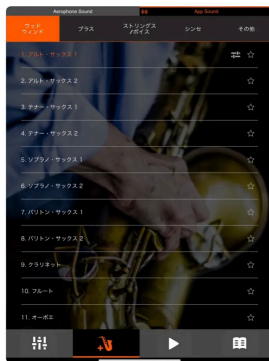 Aerophone Sound
App Sound
ウッド
ウィンド
ブラス
ストリングス
/ボイス
シンセ
その他
1. アルト・サックス 1
2. アルト・サックス 2
3. テナー・サックス 1
4. テナー・サックス 2
5. ソプラノ・サックス 1
6. ソプラノ・サックス 2
7. バリトン・サックス 1
8. バリトン・サックス 2
9. クラリネット
10. フルート
11. オーボエ